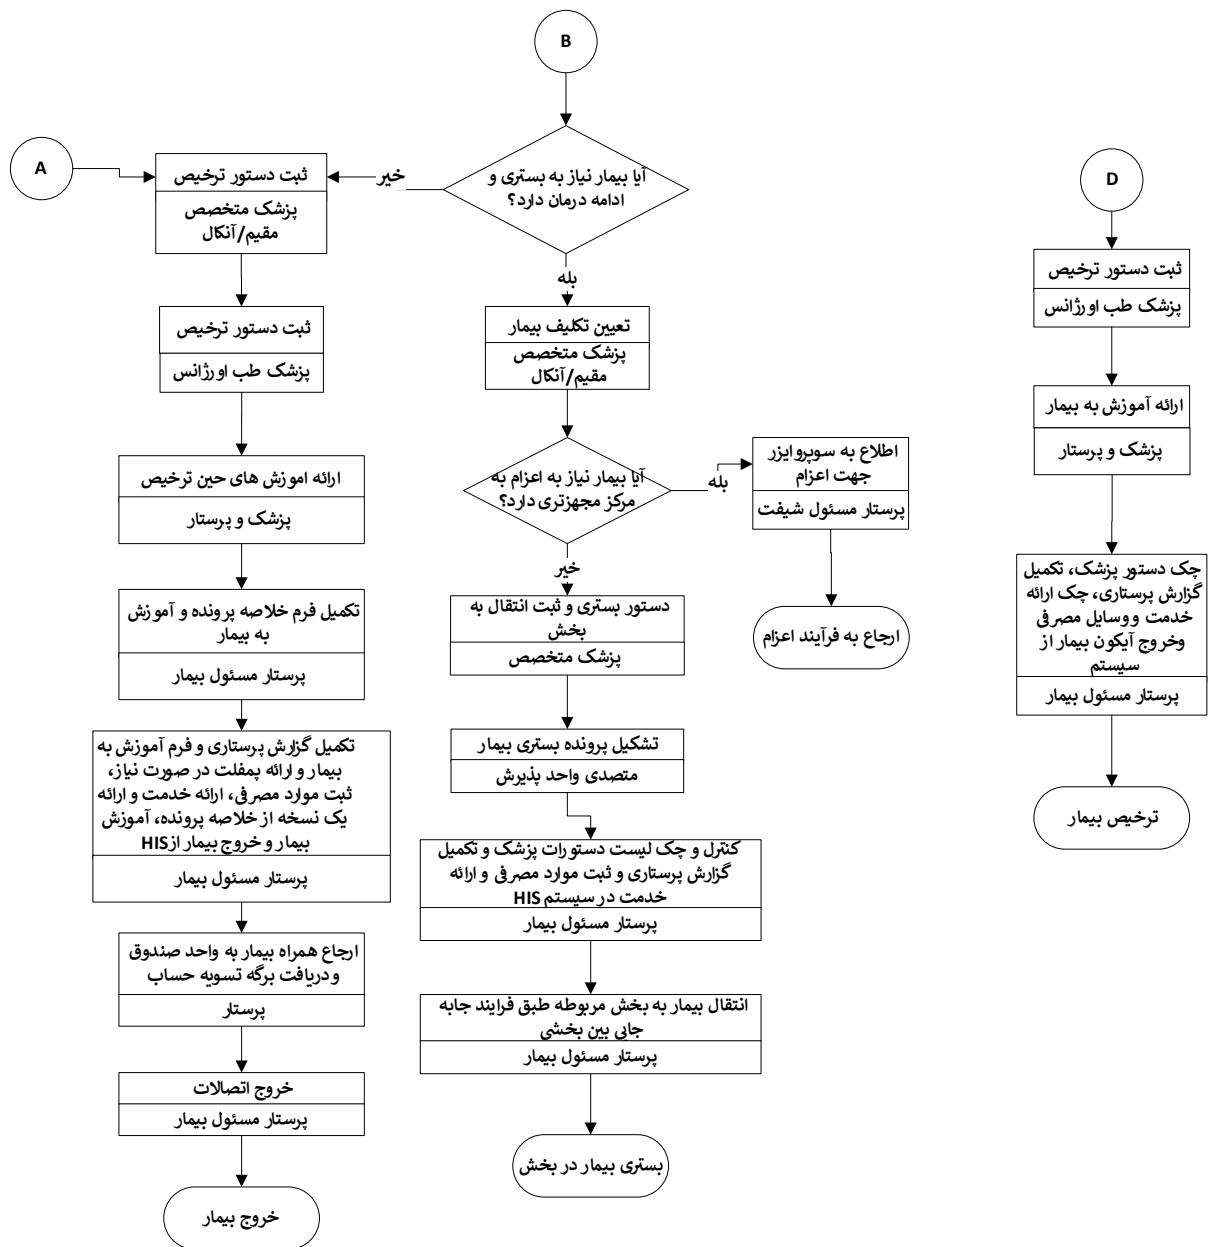 B
آیا بیمار نیاز به بستری و
ادامه درمان دارد؟
خیر
بله
A
ثبت دستور ترخیص
پزشک متخصص
مقیم/آنکال
ثبت دستور ترخیص
پزشک طب اورژانس
ارائه اموزش های حین ترخیص
پزشک و پرستار
تکمیل فرم خلاصه پرونده و آموزش
به بیمار
پرستار مسئول بیمار
تکمیل گزارش پرستاری و فرم آموزش به
بیمار و ارائه پمفلت در صورت نیاز،
ثبت موارد مصرفی، ارائه خدمت و ارائه
یک نسخه از خلاصه پرونده، آموزش
بیمار و خروج بیمار از HIS
پرستار مسئول بیمار
ارجاع همراه بیمار به واحد صندوق
و دریافت برگه تسویه حساب
پرستار
خروج اتصالات
پرستار مسئول بیمار
خروج بیمار
تعیین تکلیف بیمار
پزشک متخصص
مقیم/آنکال
آیا بیمار نیاز به اعزام به
مرکز مجهزتری دارد؟
بله
خیر
اطلاع به سوپروایزر
جهت اعزام
پرستار مسئول شیفت
ارجاع به فرآیند اعزام
دستور بستری و ثبت انتقال به
بخش
پزشک متخصص
تشکیل پرونده بستری بیمار
متصدی واحد پذیرش
کنترل و چک لیست دستورات پزشک و تکمیل
گزارش پرستاری و ثبت موارد مصرفی و ارائه
خدمت در سیستم HIS
پرستار مسئول بیمار
انتقال بیمار به بخش مربوطه طبق فرایند جابه
جایی بین بخشی
پرستار مسئول بیمار
بستری بیمار در بخش
D
ثبت دستور ترخیص
پزشک طب اورژانس
ارائه آموزش به بیمار
پزشک و پرستار
چک دستور پزشک، تکمیل
گزارش پرستاری، چک ارائه
خدمت و وسایل مصرفی
وخروج آیکون بیمار از
سیستم
پرستار مسئول بیمار
ترخیص بیمار